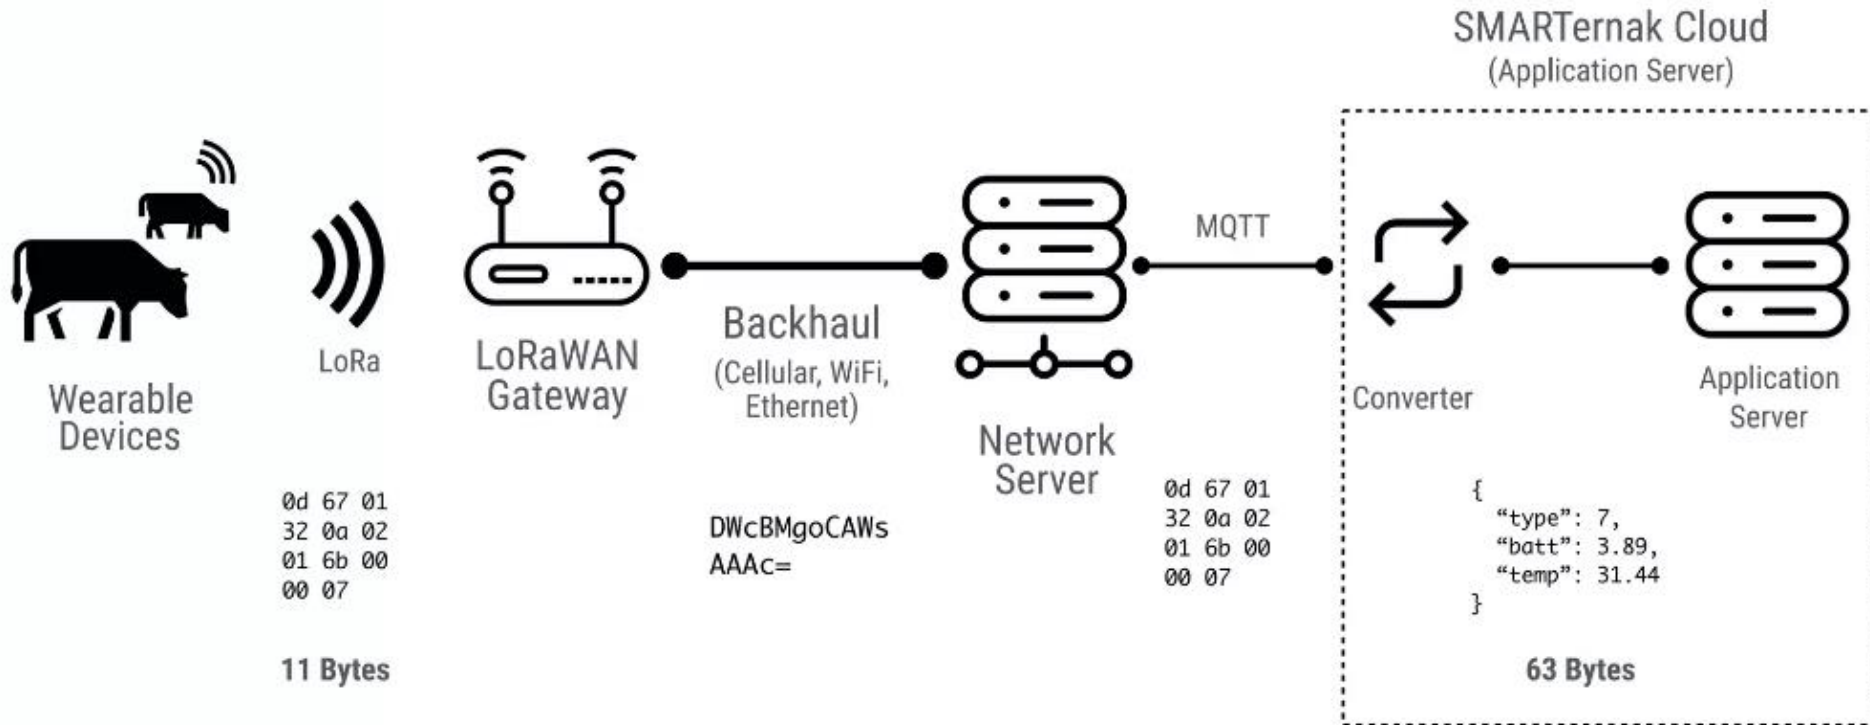 SMARTernak Cloud
(Application Server)
Wearable
Devices
LoRa
LoRaWAN
Gateway
Backhaul
(Cellular, WiFi,
Ethernet)
Network
Server
MQTT
Converter
Application
Server
0d 67 01
32 0a 02
01 6b 00
00 07
11 Bytes
DWcBMgoCAWs
AAAc=
0d 67 01
32 0a 02
01 6b 00
00 07
{
“type”: 7,
“batt”: 3.89,
“temp”: 31.44
}
63 Bytes